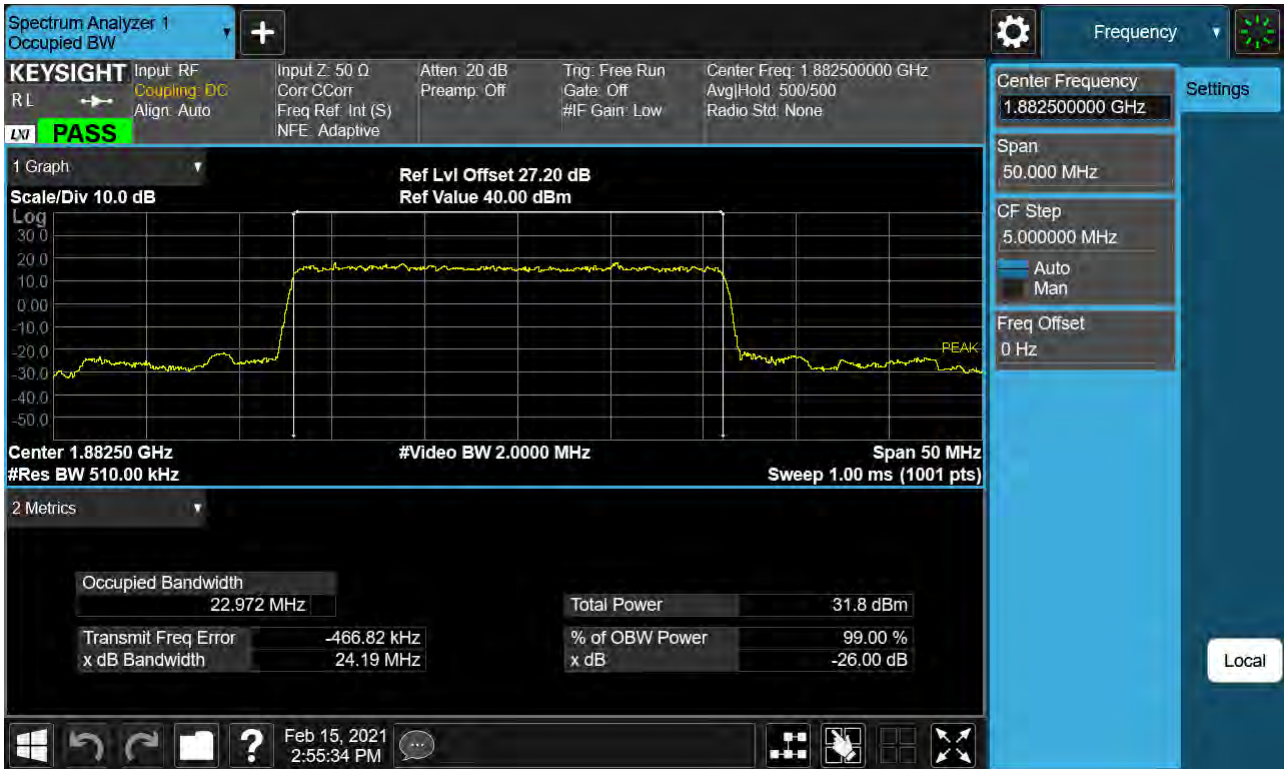 Spectrum Analyzer 1
Occupied BW
Frequency
KEYSIGHT
R L
LXI
PASS
Input: RF
Coupling: DC
Align: Auto
Input Z: 50 Ω
Corr CCorr
Freq Ref: Int (S)
NFE: Adaptive
Atten: 20 dB
Preamp: Off
Trig: Free Run
Gate: Off
#IF Gain: Low
Center Freq: 1.882500000 GHz
Avg|Hold: 500/500
Radio Std: None
Center Frequency
1.882500000 GHz
Settings
Span
50.000 MHz
CF Step
5.000000 MHz
Auto
Man
Freq Offset
0 Hz
Local
1 Graph
Scale/Div 10.0 dB
Ref Lvl Offset 27.20 dB
Ref Value 40.00 dBm
Log
30.0
20.0
10.0
0.00
-10.0
-20.0
-30.0
-40.0
-50.0
PEAK
Center 1.88250 GHz
#Video BW 2.0000 MHz
Span 50 MHz
#Res BW 510.00 kHz
Sweep 1.00 ms (1001 pts)
2 Metrics
Occupied Bandwidth
22.972 MHz
Total Power 31.8 dBm
Transmit Freq Error -466.82 kHz
% of OBW Power 99.00 %
x dB Bandwidth 24.19 MHz
x dB -26.00 dB
Feb 15, 2021
2:55:34 PM